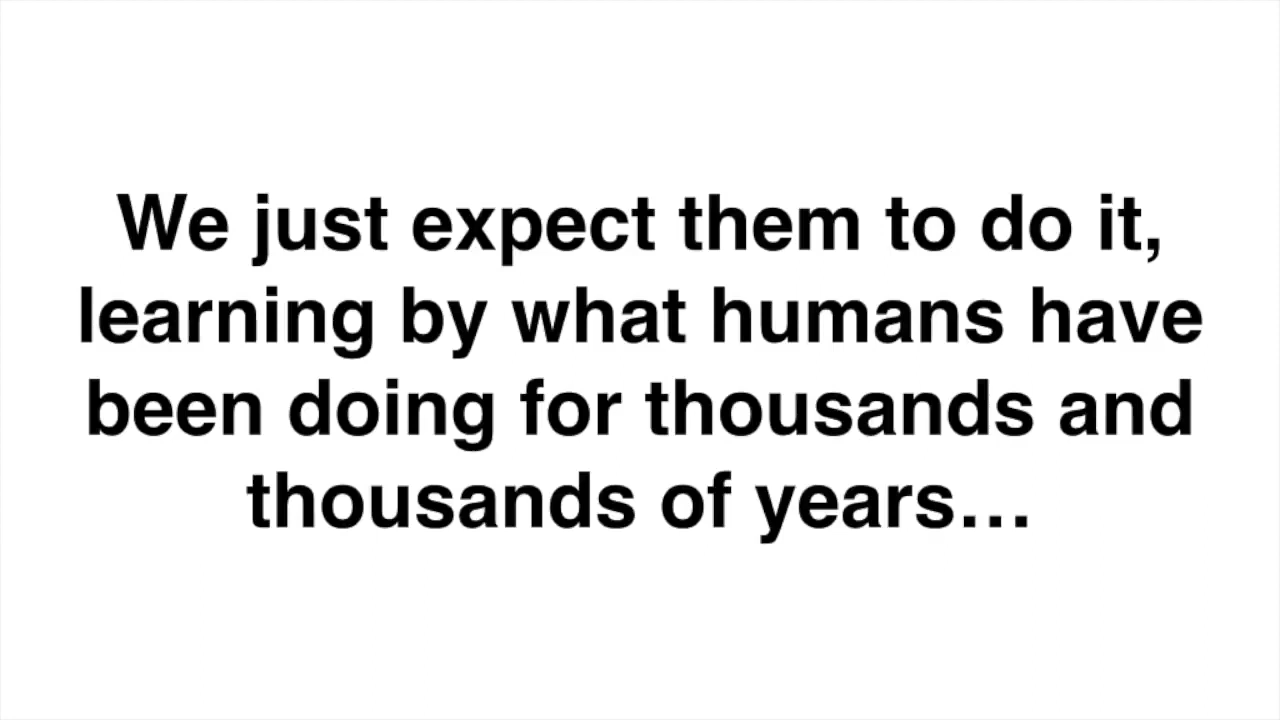 We just expect them to do it,
learning by what humans have
been doing for thousands and
thousands of years…